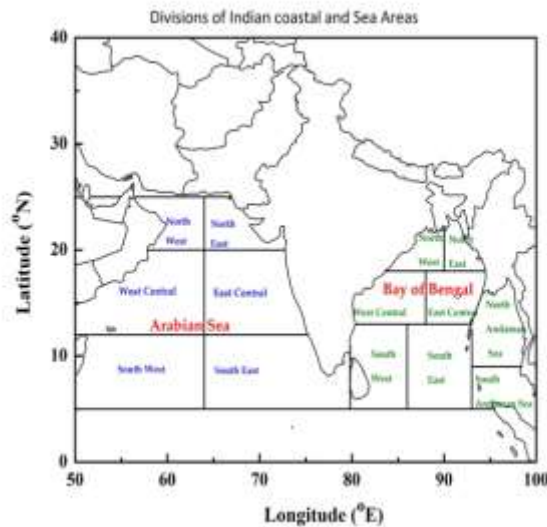 Divisions of Indian coastal and Sea Areas
40
30
20
10
0
Latitude (°N)
North
West
North
East
West Central
East Central
Arabian Sea
South West
South East
North
West
North
East
Bay of Bengal
West Central
East Central
South
West
South
East
North
Andaman
Sea
South
Andaman Sea
50
60
70
80
90
100
Longitude (°E)